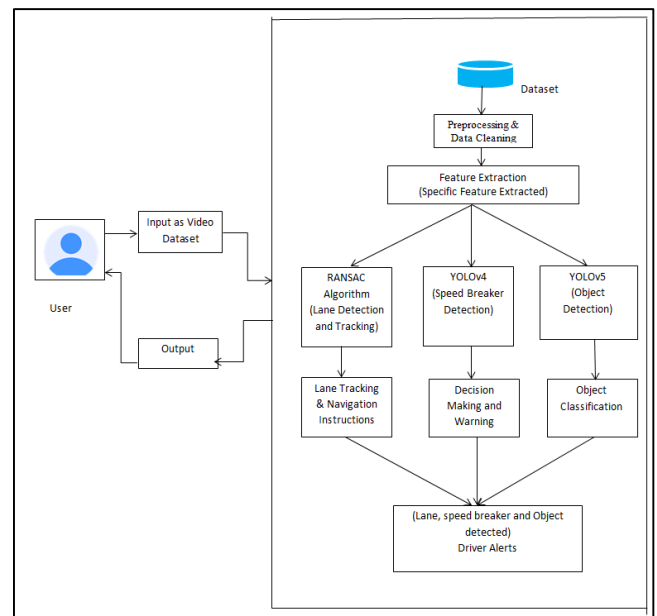 Dataset
Preprocessing &
Data Cleaning
Feature Extraction
(Specific Feature Extracted)
Input as Video
Dataset
User
Output
RANSAC
Algorithm
(Lane Detection
and Tracking)
YOLOv4
(Speed Breaker
Detection)
YOLOv5
(Object
Detection)
Lane Tracking
& Navigation
Instructions
Decision
Making and
Warning
Object
Classification
(Lane, speed breaker and Object
detected)
Driver Alerts